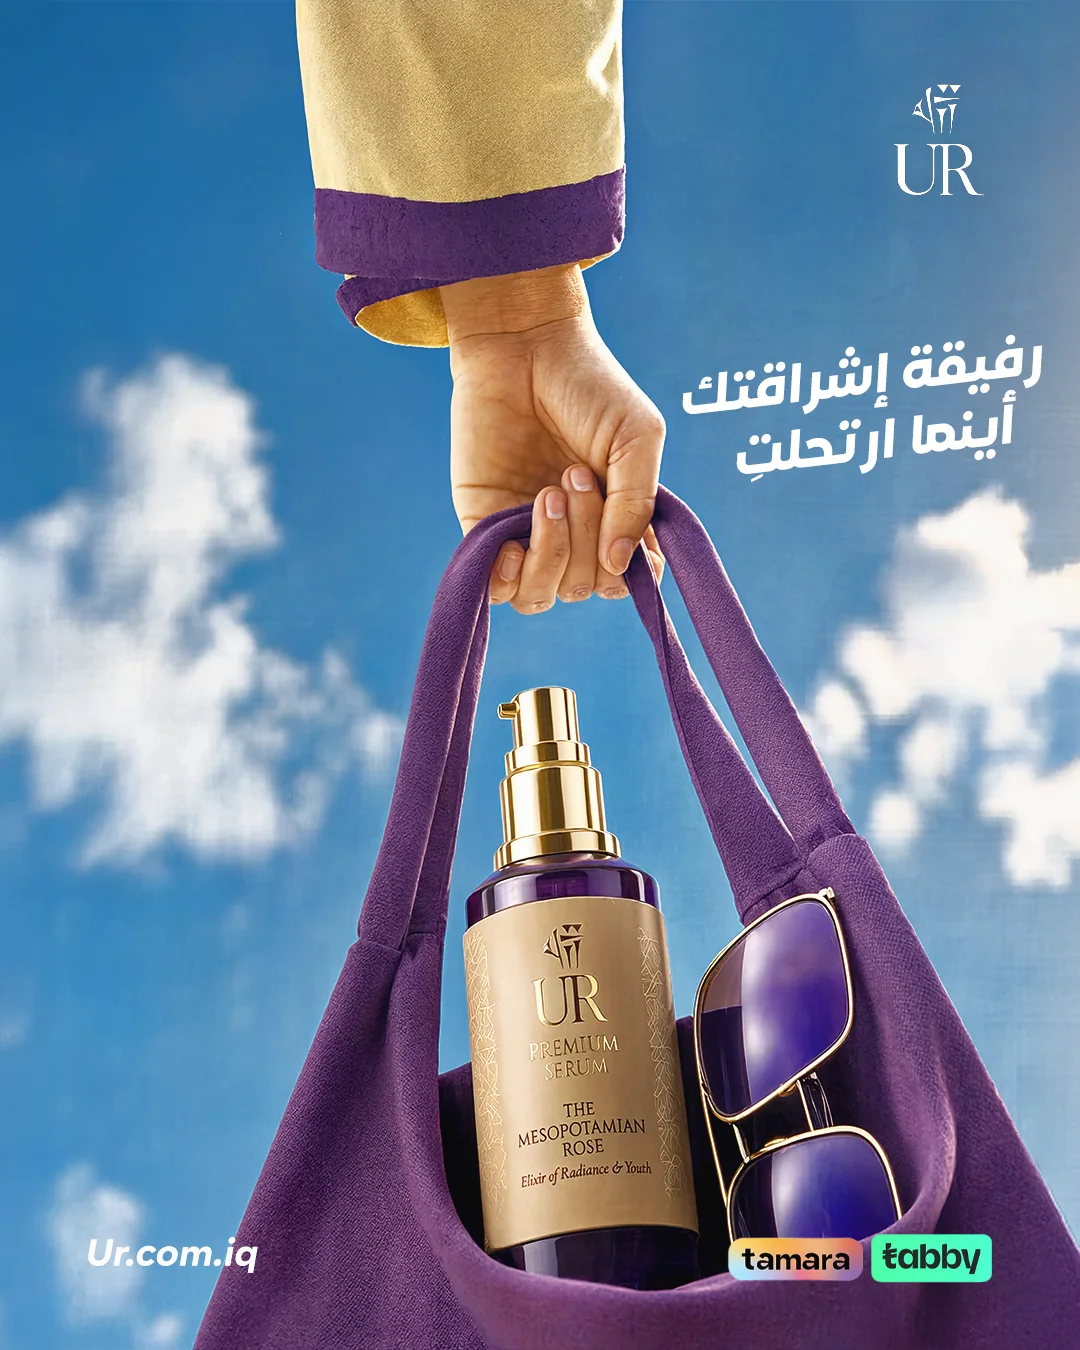 UR
رفيقة إشراقتك
أينما ارتحلتِ
UR
PREMIUM
SERUM
THE
MESOPOTAMIAN
ROSE
Elixir of Radiance & Youth
Ur.com.iq
tamara
tabby